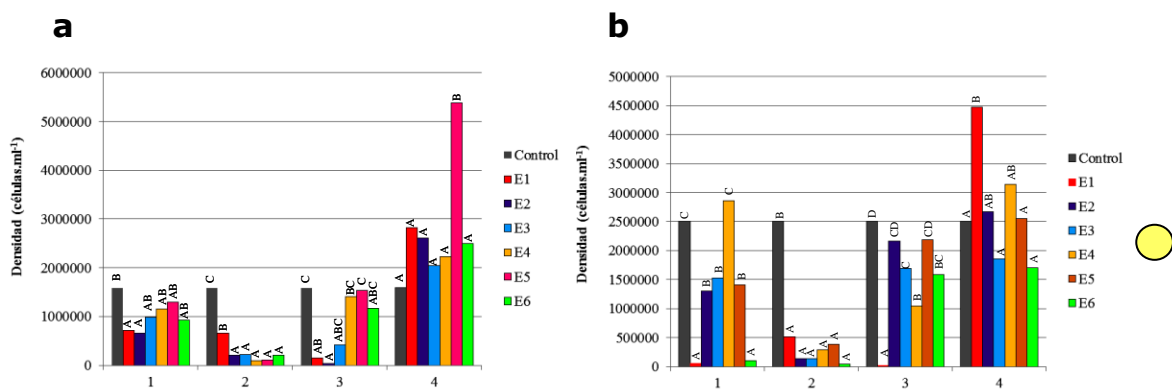 a
b
6000000
5000000
4000000
3000000
2000000
1000000
0
Densidad (células.ml⁻¹)
B A A AB AB AB AB
C B A A A A A
C AB A ABC BC C ABC
A A A A A B A
1 2 3 4
Control
E1
E2
E3
E4
E5
E6
5000000
4500000
4000000
3500000
3000000
2500000
2000000
1500000
1000000
500000
0
Densidad (células.ml⁻¹)
C A B B C B A
B A A A A A A
D A CD C B CD BC
A B AB A AB A A
1 2 3 4
Control
E1
E2
E3
E4
E5
E6